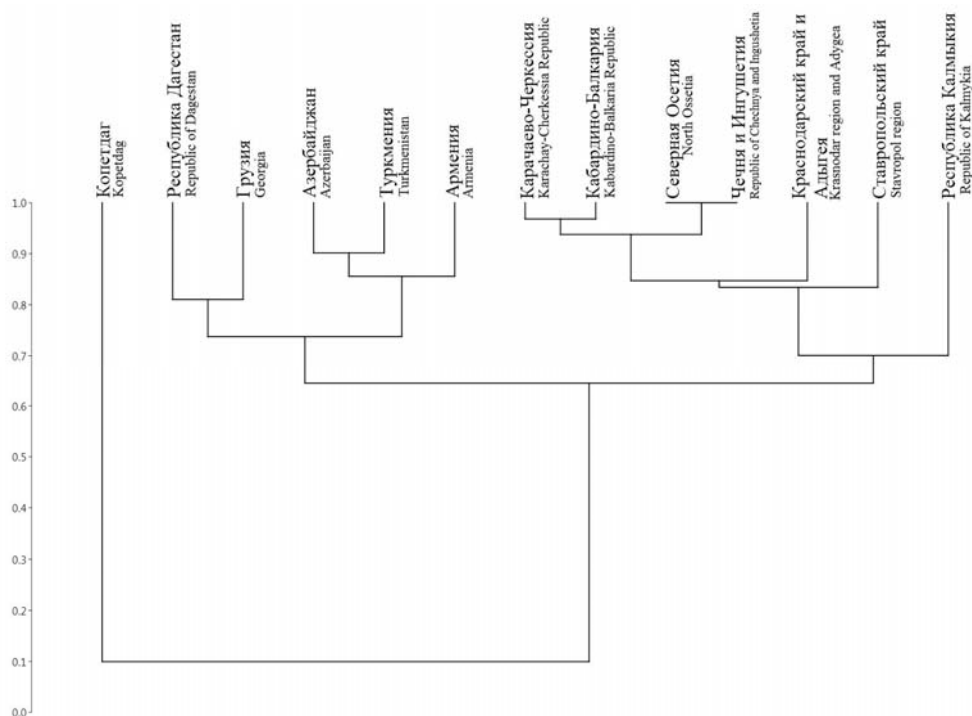 Копетдаг
Kopetdag
Республика Дагестан
Republic of Dagestan
Грузия
Georgia
Азербайджан
Azerbaijan
Туркмения
Turkmenistan
Армения
Armenia
Карачаево-Черкессия
Karachay-Cherkessia Republic
Кабардино-Балкария
Kabardino-Balkaria Republic
Северная Осетия
North Ossetia
Чечня и Ингушетия
Republic of Chechnya and Ingushetia
Краснодарский край и
Адыгея
Krasnodar region and Adygea
Ставропольский край
Stavropol region
Республика Калмыкия
Republic of Kalmykia
1.0
0.9
0.8
0.7
0.6
0.5
0.4
0.3
0.2
0.1
0.0